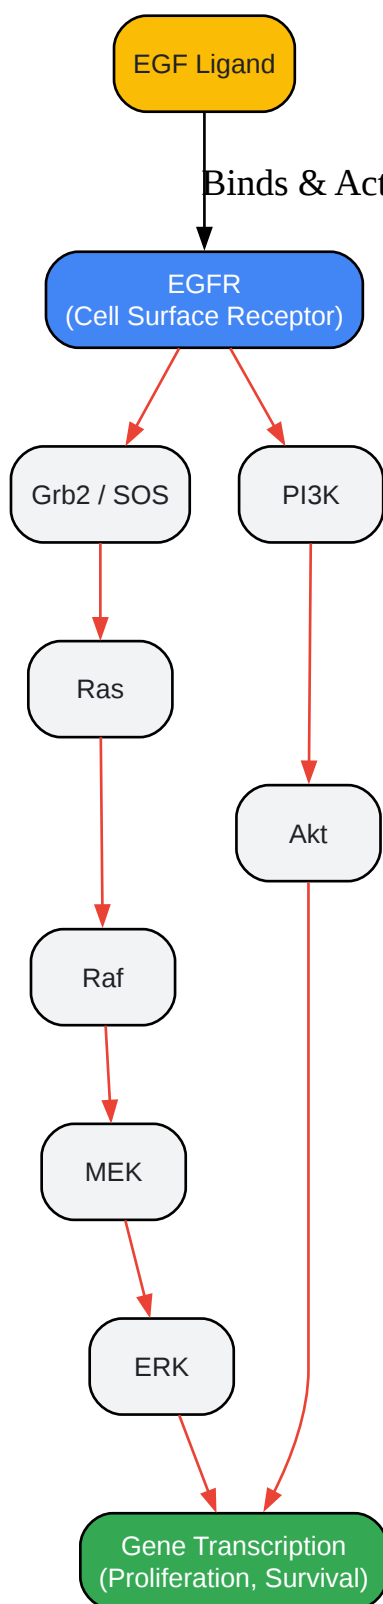 EGF Ligand
Binds & Act
EGFR
(Cell Surface Receptor)
Grb2 / SOS
PI3K
Ras
Akt
Raf
MEK
ERK
Gene Transcription
(Proliferation, Survival)